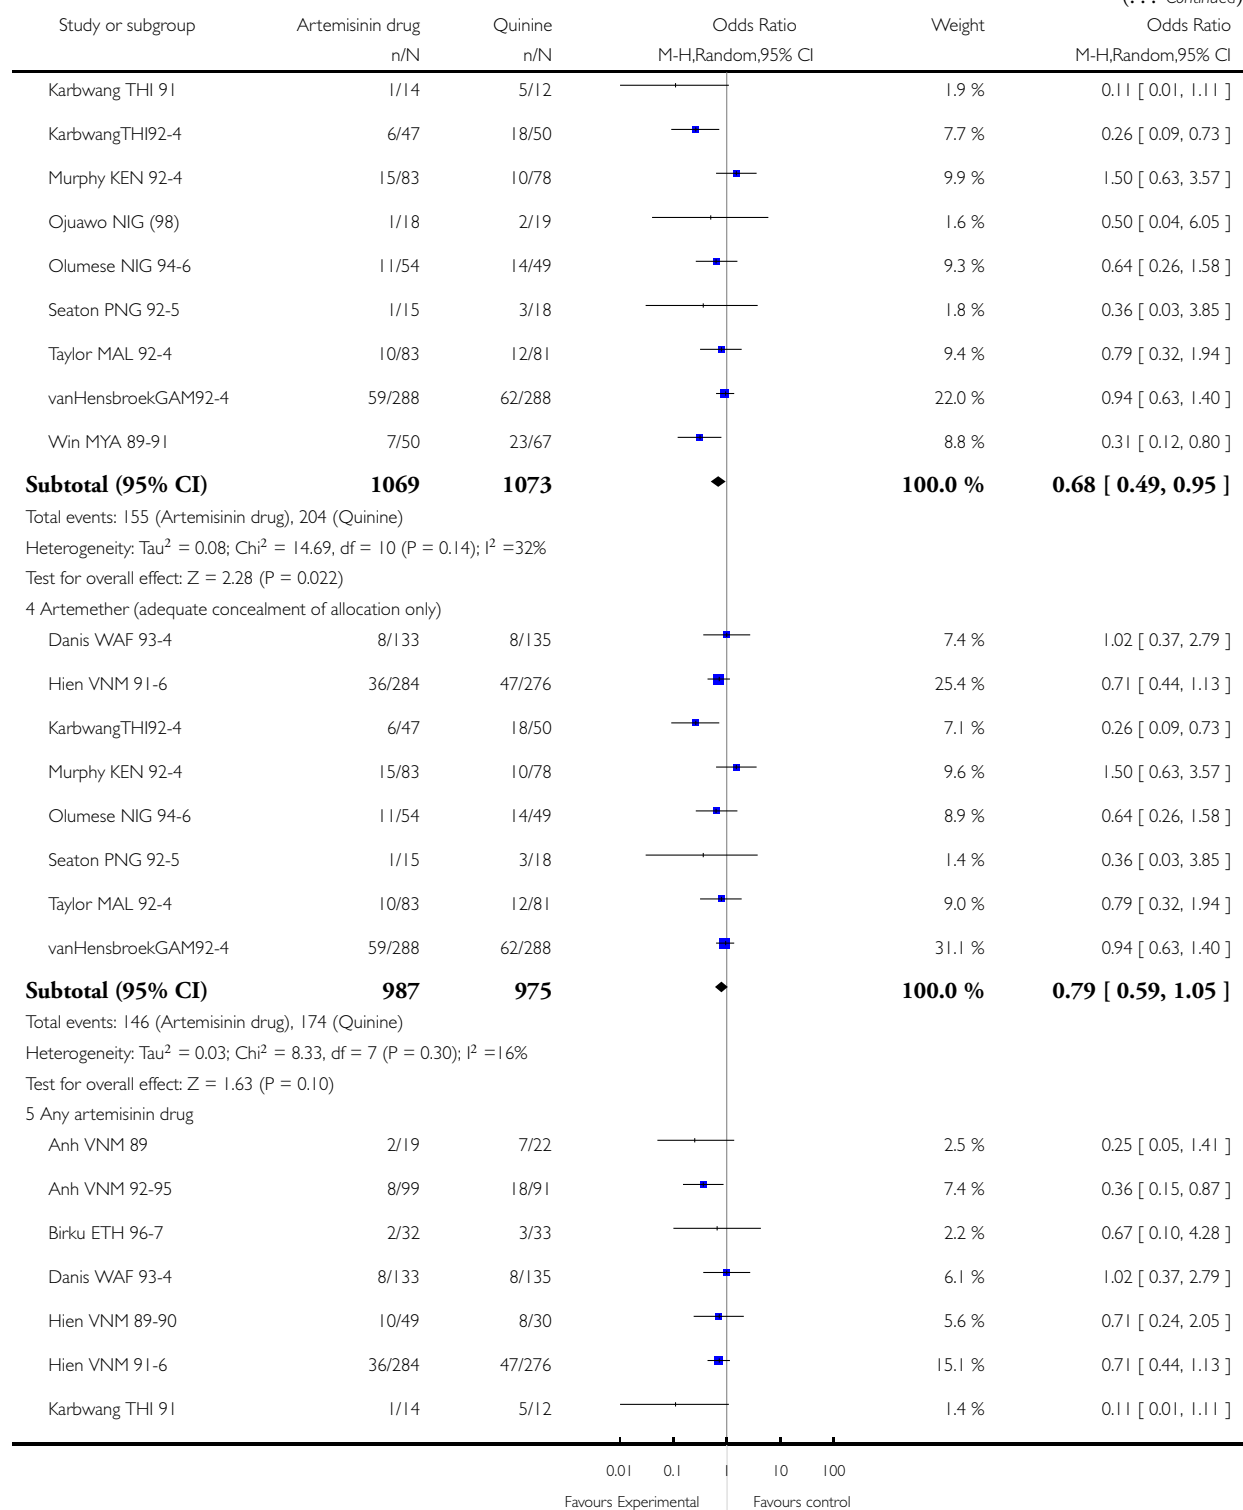 (... Continued)
Study or subgroup Artemisinin drug Quinine Odds Ratio Weight Odds Ratio
n/N n/N M-H,Random,95% CI M-H,Random,95% CI
Karbwang THI 91 1/14 5/12 1.9 % 0.11 [ 0.01, 1.11 ]
KarbwangTHI92-4 6/47 18/50 7.7 % 0.26 [ 0.09, 0.73 ]
Murphy KEN 92-4 15/83 10/78 9.9 % 1.50 [ 0.63, 3.57 ]
Ojuawo NIG (98) 1/18 2/19 1.6 % 0.50 [ 0.04, 6.05 ]
Olumese NIG 94-6 11/54 14/49 9.3 % 0.64 [ 0.26, 1.58 ]
Seaton PNG 92-5 1/15 3/18 1.8 % 0.36 [ 0.03, 3.85 ]
Taylor MAL 92-4 10/83 12/81 9.4 % 0.79 [ 0.32, 1.94 ]
vanHensbroekGAM92-4 59/288 62/288 22.0 % 0.94 [ 0.63, 1.40 ]
Win MYA 89-91 7/50 23/67 8.8 % 0.31 [ 0.12, 0.80 ]
Subtotal (95% CI) 1069 1073 100.0 % 0.68 [ 0.49, 0.95 ]
Total events: 155 (Artemisinin drug), 204 (Quinine)
Heterogeneity: Tau² = 0.08; Chi² = 14.69, df = 10 (P = 0.14); I² =32%
Test for overall effect: Z = 2.28 (P = 0.022)
4 Artemether (adequate concealment of allocation only)
Danis WAF 93-4 8/133 8/135 7.4 % 1.02 [ 0.37, 2.79 ]
Hien VNM 91-6 36/284 47/276 25.4 % 0.71 [ 0.44, 1.13 ]
KarbwangTHI92-4 6/47 18/50 7.1 % 0.26 [ 0.09, 0.73 ]
Murphy KEN 92-4 15/83 10/78 9.6 % 1.50 [ 0.63, 3.57 ]
Olumese NIG 94-6 11/54 14/49 8.9 % 0.64 [ 0.26, 1.58 ]
Seaton PNG 92-5 1/15 3/18 1.4 % 0.36 [ 0.03, 3.85 ]
Taylor MAL 92-4 10/83 12/81 9.0 % 0.79 [ 0.32, 1.94 ]
vanHensbroekGAM92-4 59/288 62/288 31.1 % 0.94 [ 0.63, 1.40 ]
Subtotal (95% CI) 987 975 100.0 % 0.79 [ 0.59, 1.05 ]
Total events: 146 (Artemisinin drug), 174 (Quinine)
Heterogeneity: Tau² = 0.03; Chi² = 8.33, df = 7 (P = 0.30); I² =16%
Test for overall effect: Z = 1.63 (P = 0.10)
5 Any artemisinin drug
Anh VNM 89 2/19 7/22 2.5 % 0.25 [ 0.05, 1.41 ]
Anh VNM 92-95 8/99 18/91 7.4 % 0.36 [ 0.15, 0.87 ]
Birku ETH 96-7 2/32 3/33 2.2 % 0.67 [ 0.10, 4.28 ]
Danis WAF 93-4 8/133 8/135 6.1 % 1.02 [ 0.37, 2.79 ]
Hien VNM 89-90 10/49 8/30 5.6 % 0.71 [ 0.24, 2.05 ]
Hien VNM 91-6 36/284 47/276 15.1 % 0.71 [ 0.44, 1.13 ]
Karbwang THI 91 1/14 5/12 1.4 % 0.11 [ 0.01, 1.11 ]
0.01 0.1 1 10 100
Favours Experimental Favours control